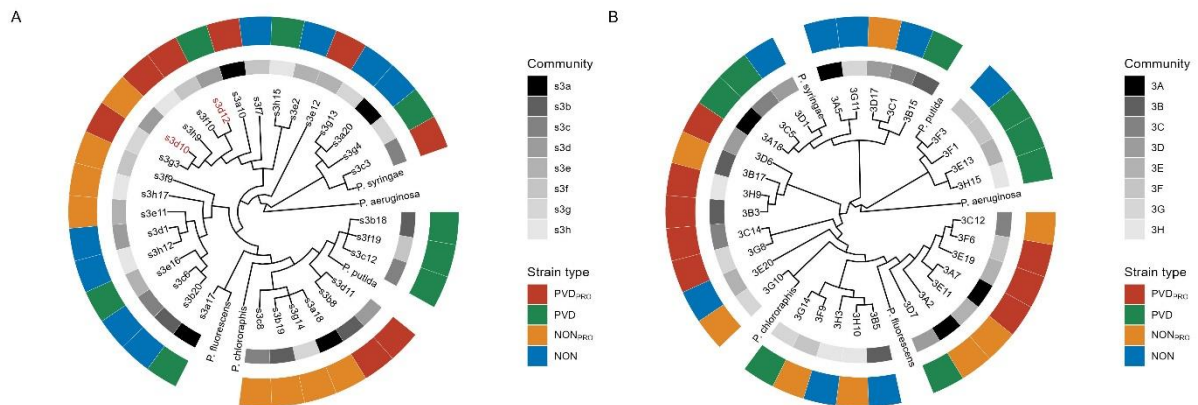 A
s3d10
s3g3
s3h9
s3f10
s3d12
s3a10
s3f7
s3h15
s3e2
s3e12
s3g13
s3a20
s3g4
s3c3
P. syringae
P. aeruginosa
s3b18
s3f19
s3c12
P. putida
s3d11
s3b8
s3a18
s3g14
s3b19
s3c8
P. chlororaphis
P. fluorescens
s3a17
s3b20
s3c6
s3e16
s3h12
s3d1
s3e11
s3h17
s3f9
Community
s3a
s3b
s3c
s3d
s3e
s3f
s3g
s3h
Strain type
PVDPRO
PVD
NONPRO
NON
B
P. syringae
3A5
3G11
3D17
3C1
3B15
P. putida
3F3
3F1
3E13
3H15
P. aeruginosa
3C12
3F6
3E19
3A7
3E11
3A2
3D7
P. fluorescens
3B5
3H10
3H3
3F9
3G14
P. chlororaphis
3G10
3E20
3G8
3C14
3B3
3H9
3B17
3D6
3A18
3C5
3D1
Community
3A
3B
3C
3D
3E
3F
3G
3H
Strain type
PVDPRO
PVD
NONPRO
NON